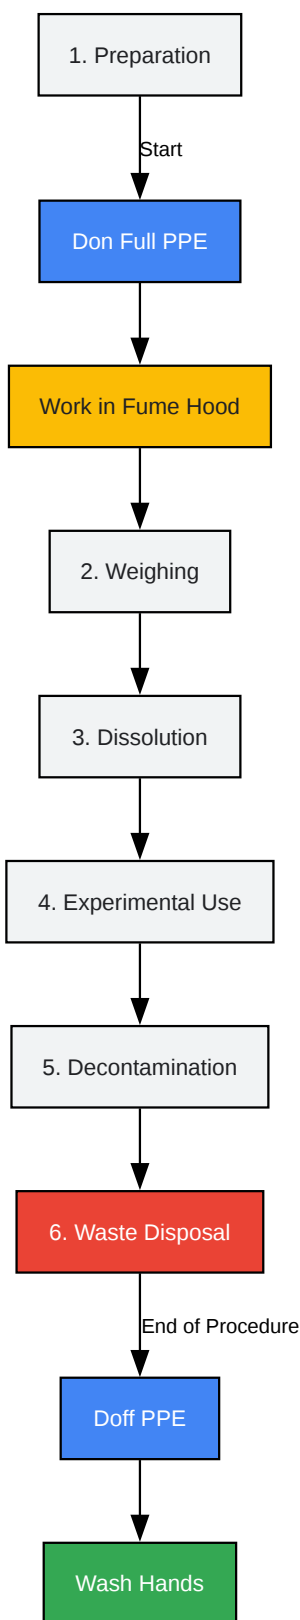 1. Preparation
Start
Don Full PPE
Work in Fume Hood
2. Weighing
3. Dissolution
4. Experimental Use
5. Decontamination
6. Waste Disposal
End of Procedure
Doff PPE
Wash Hands